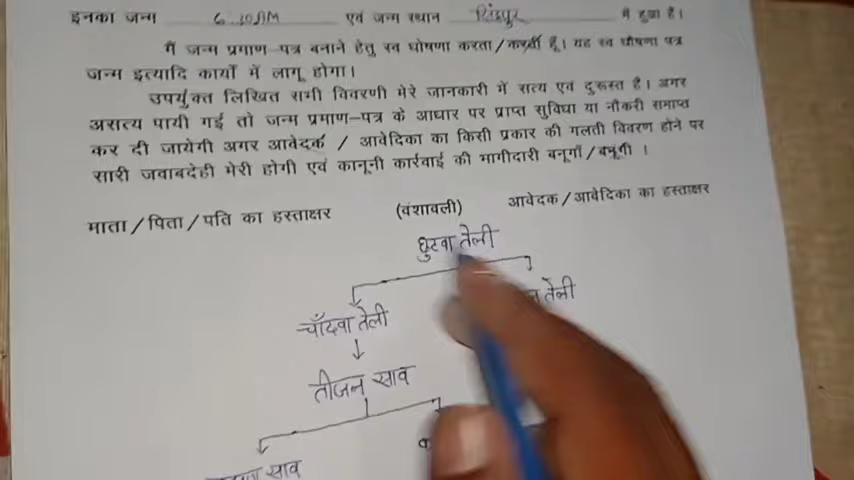 इनका जन्म 6.30AM एवं जन्म स्थान सिंहपुर में हुआ है।
मैं जन्म प्रमाण-पत्र बनाने हेतु स्व घोषणा करता/करती हूँ। यह स्व घोषणा पत्र
जन्म इत्यादि कार्यो में लागू होगा।
उपर्युक्त लिखित सभी विवरणी मेरे जानकारी में सत्य एवं दुरूस्त है। अगर
असत्य पायी गई तो जन्म प्रमाण-पत्र के आधार पर प्राप्त सुविधा या नौकरी समाप्त
कर दी जायेगी अगर आवेदक / आवेदिका का किसी प्रकार की गलती विवरण होने पर
सारी जवाबदेही मेरी होगी एवं कानूनी कार्रवाई की भागीदारी बनूगाँ/बनूंगी ।
माता/पिता/पति का हस्ताक्षर (वंशावली) आवेदक/आवेदिका का हस्ताक्षर
छुटवा तेली
चाँदवा तेली तेली
तीजन साव
साव